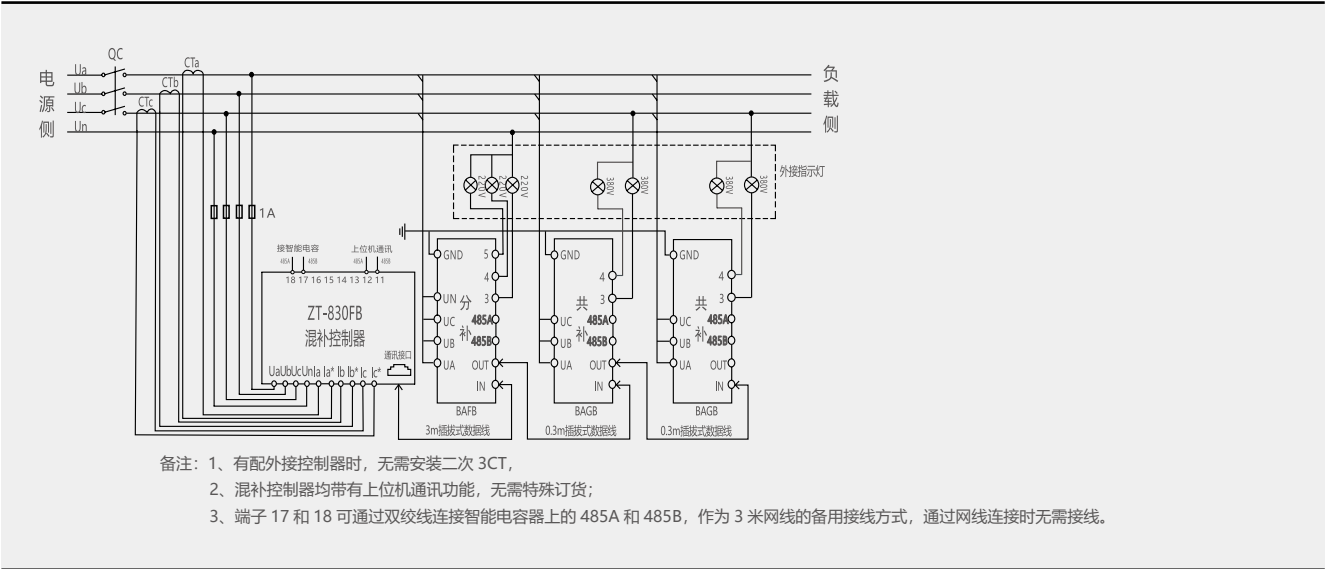 QC
电源侧
Ua
Ub
Uc
Un
CTa
CTb
CTc
负载侧
外接指示灯
220V
220V
220V
380V
380V
380V
380V
1A
接智能电容
上位机通讯
485A 485B
485A 485B
18 17 16 15 14 13 12 11
ZT-830FB
混补控制器
通讯接口
Ua Ub Uc Un Ia Ia* Ib Ib* Ic Ic*
GND 5
4
UN 分 3
UC 补 485A
UB 485B
UA OUT
IN
BAFB
3m插拔式数据线
GND
4
共 3
UC 补 485A
UB 485B
UA OUT
IN
BAGB
0.3m插拔式数据线
GND
4
共 3
UC 补 485A
UB 485B
UA OUT
IN
BAGB
0.3m插拔式数据线
备注：1、有配外接控制器时，无需安装二次 3CT，
2、混补控制器均带有上位机通讯功能，无需特殊订货；
3、端子 17 和 18 可通过双绞线连接智能电容器上的 485A 和 485B，作为 3 米网线的备用接线方式，通过网线连接时无需接线。